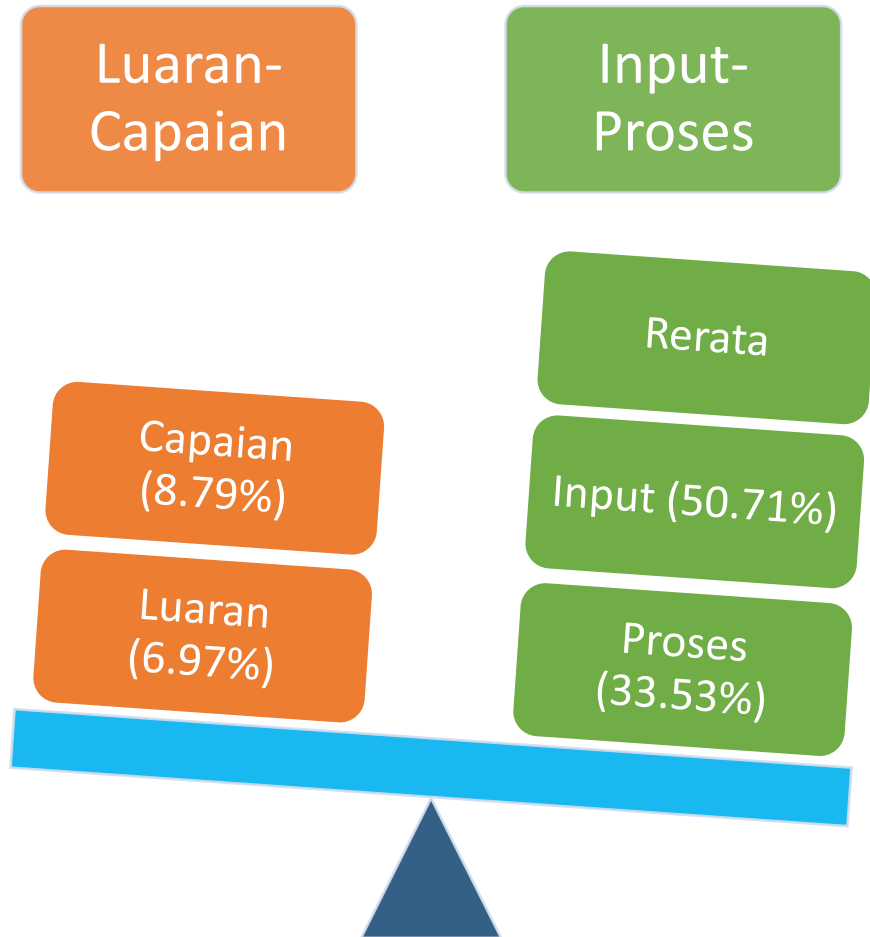 Luaran-
Capaian
Input-
Proses
Rerata
Capaian
(8.79%)
Input (50.71%)
Luaran
(6.97%)
Proses
(33.53%)